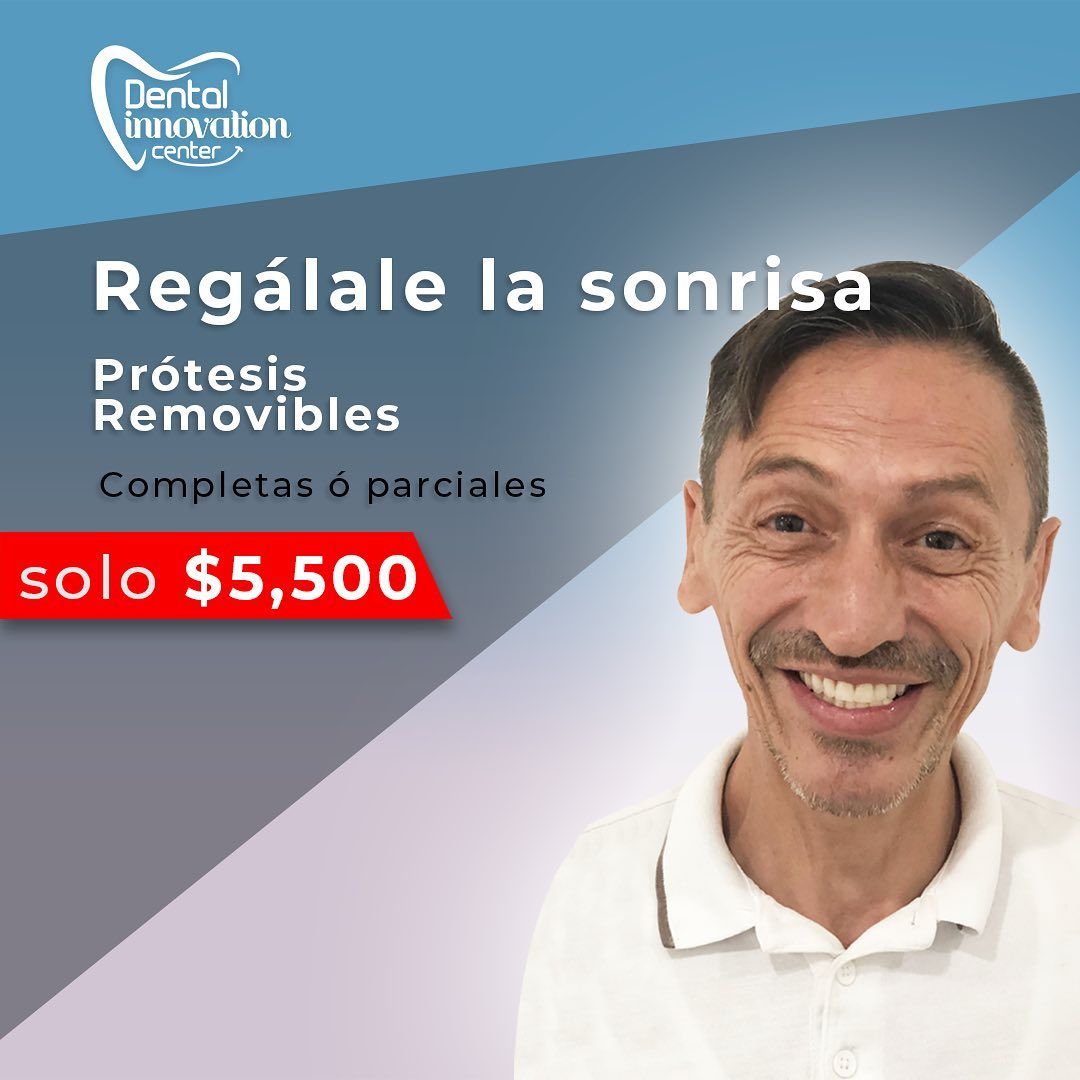 Dental
innovation
center
Regálale la sonrisa
Prótesis
Removibles
Completas ó parciales
solo $5,500